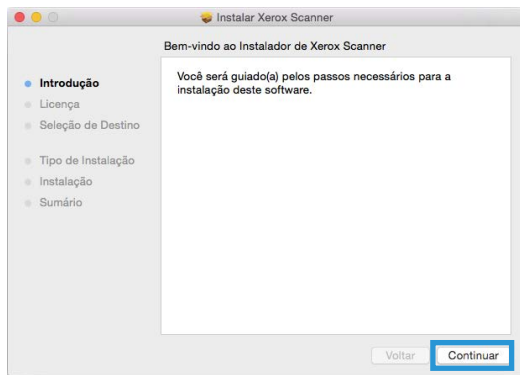 Instalar Xerox Scanner
Bem-vindo ao Instalador de Xerox Scanner
Introdução
Licença
Seleção de Destino
Tipo de Instalação
Instalação
Sumário
Você será guiado(a) pelos passos necessários para a
instalação deste software.
Voltar
Continuar